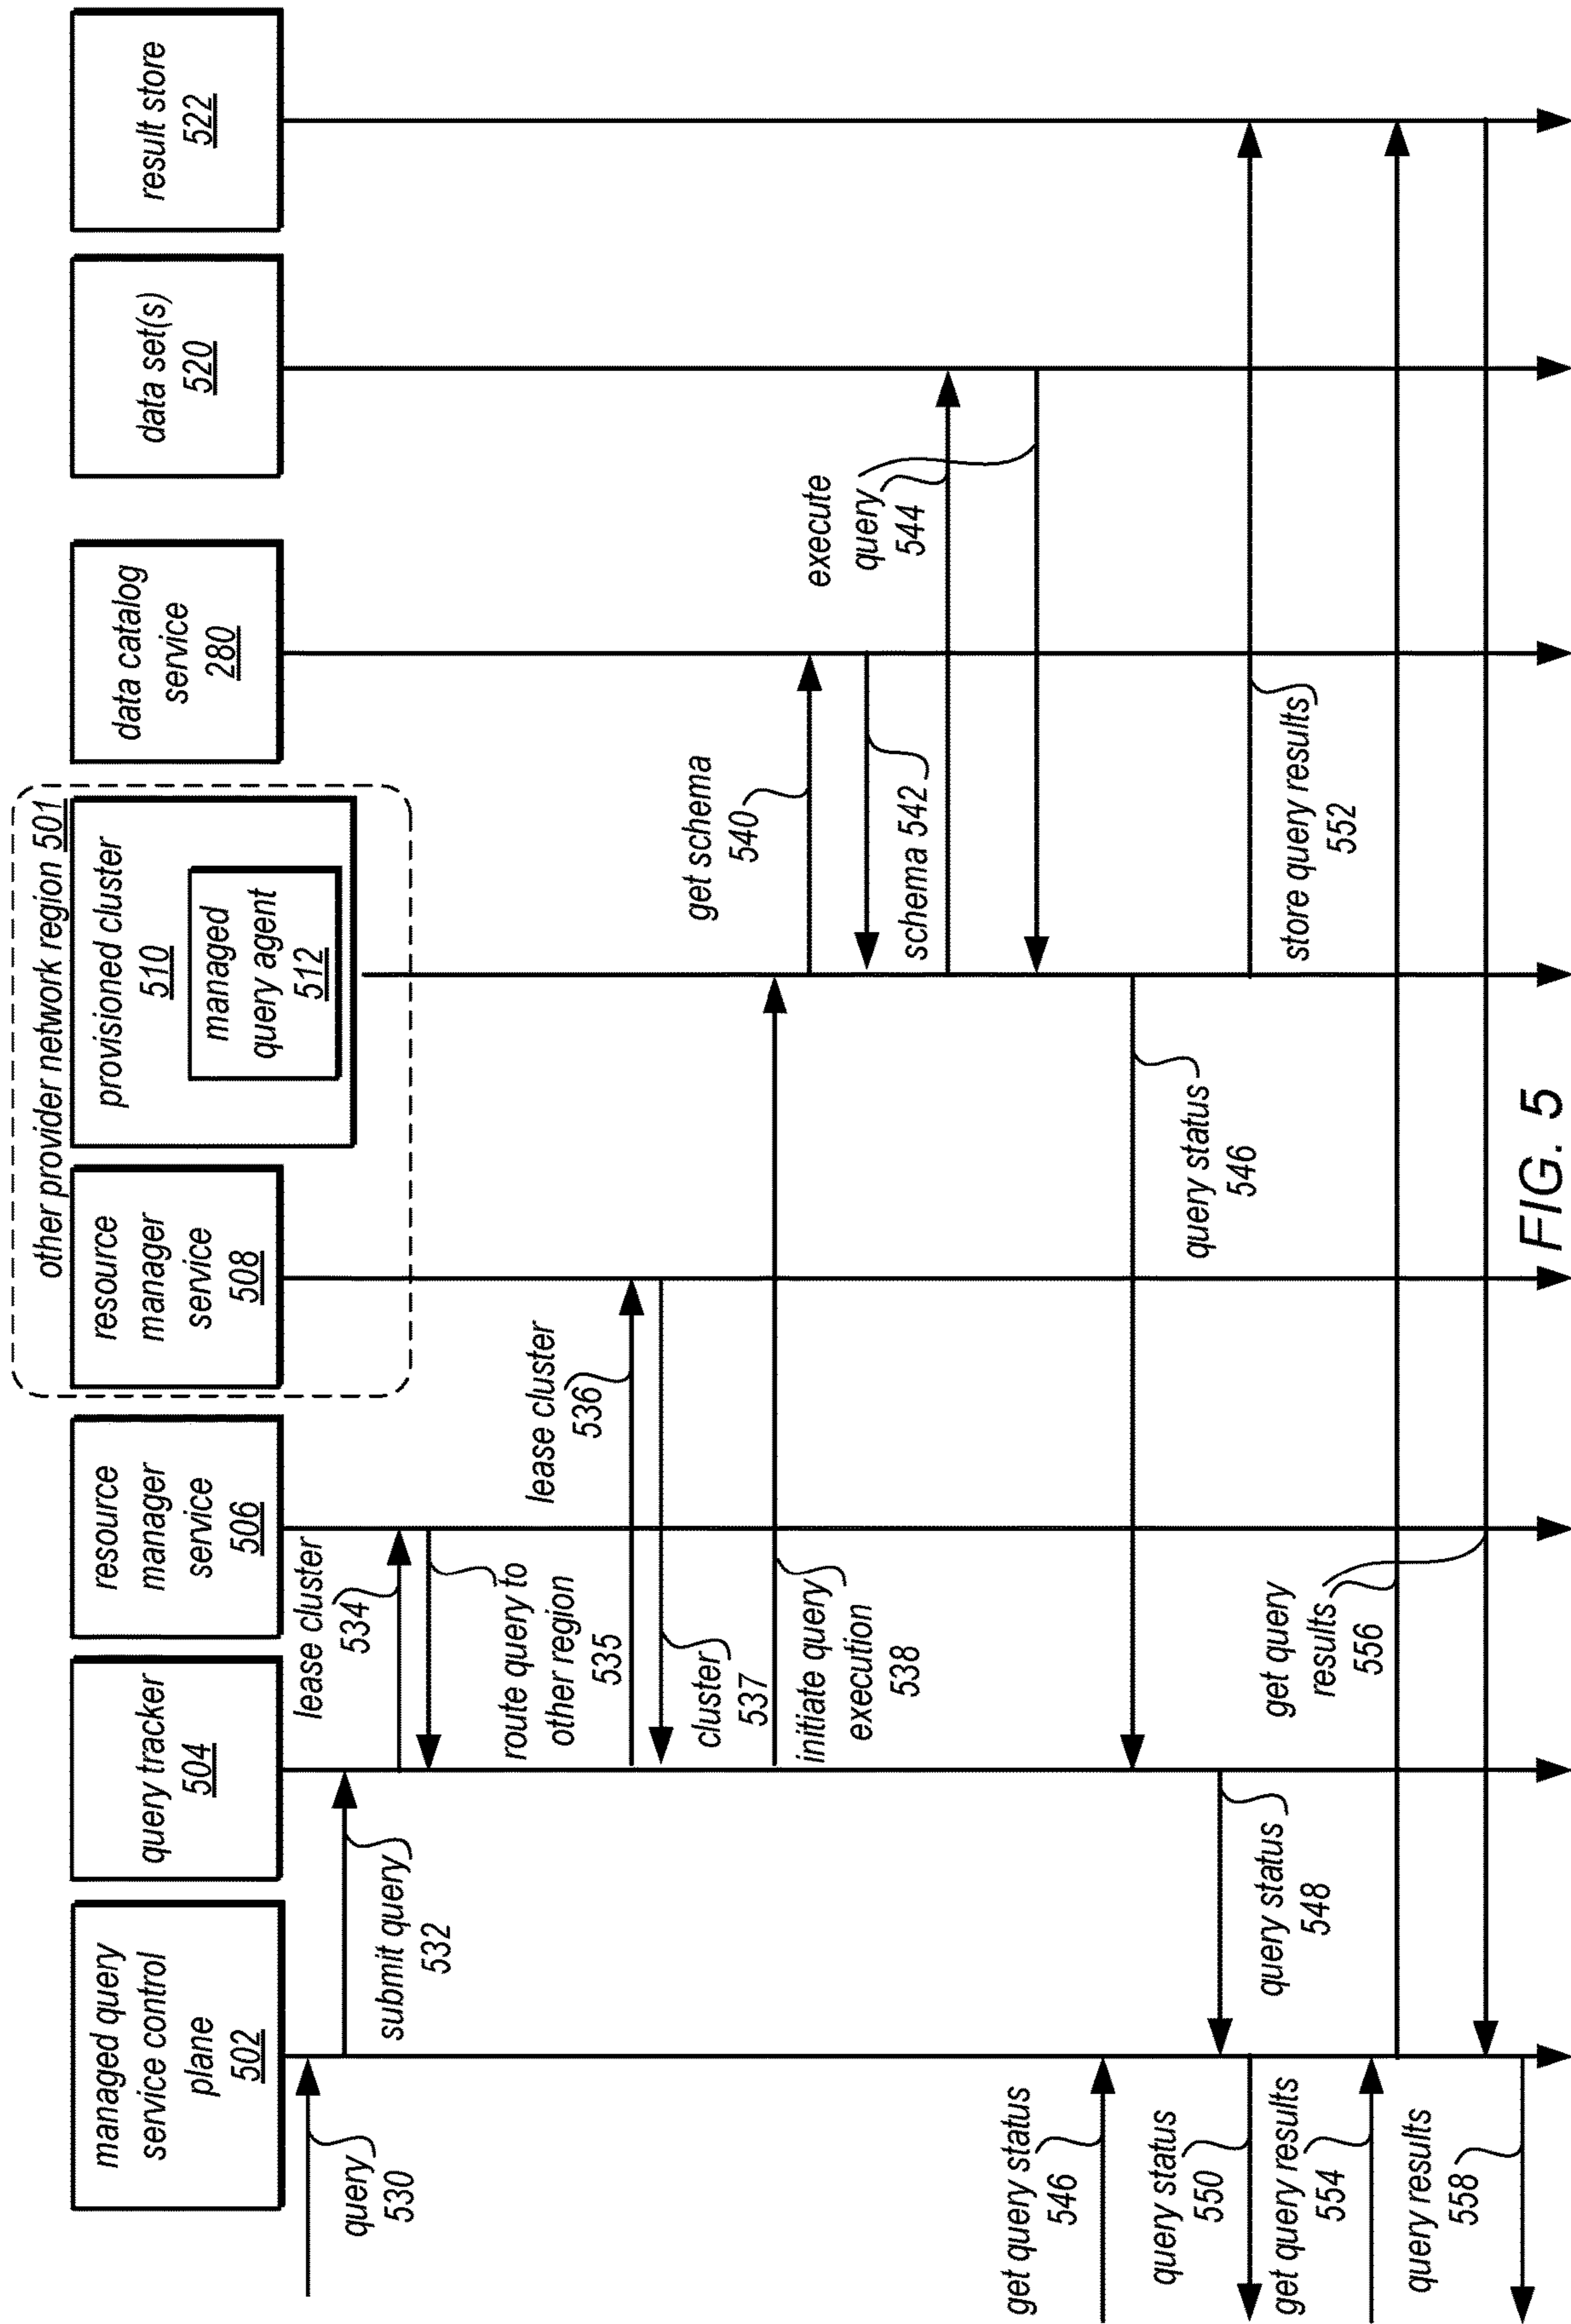 other provider network region 501
managed query
service control
plane
502
query tracker
504
resource
manager
service
506
resource
manager
service
508
provisioned cluster
510
managed
query agent
512
data catalog
service
280
data set(s)
520
result store
522
query
530
submit query
532
lease cluster
534
route query to
other region
535
lease cluster
536
cluster
537
initiate query
execution
538
get schema
540
schema 542
execute
query
544
get query status
546
query status
546
query status
548
query status
550
store query results
552
get query results
554
get query
results
556
query results
558
FIG. 5